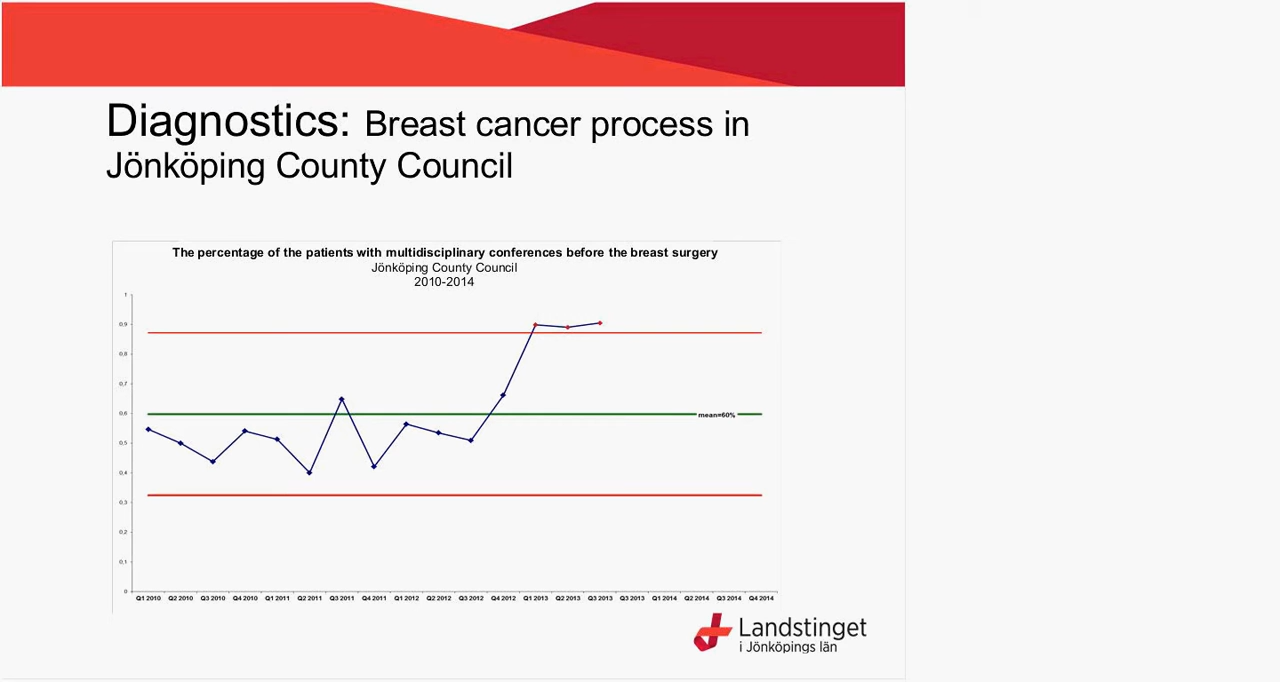 Diagnostics: Breast cancer process in
Jönköping County Council
The percentage of the patients with multidisciplinary conferences before the breast surgery
Jönköping County Council
2010-2014
1
0,9
0,8
0,7
0,6
mean=60%
0,5
0,4
0,3
0,2
0,1
0
Q1 2010 Q2 2010 Q3 2010 Q4 2010 Q1 2011 Q2 2011 Q3 2011 Q4 2011 Q1 2012 Q2 2012 Q3 2012 Q4 2012 Q1 2013 Q2 2013 Q3 2013 Q3 2013 Q1 2014 Q2 2014 Q3 2014 Q4 2014
Landstinget
i Jönköpings län